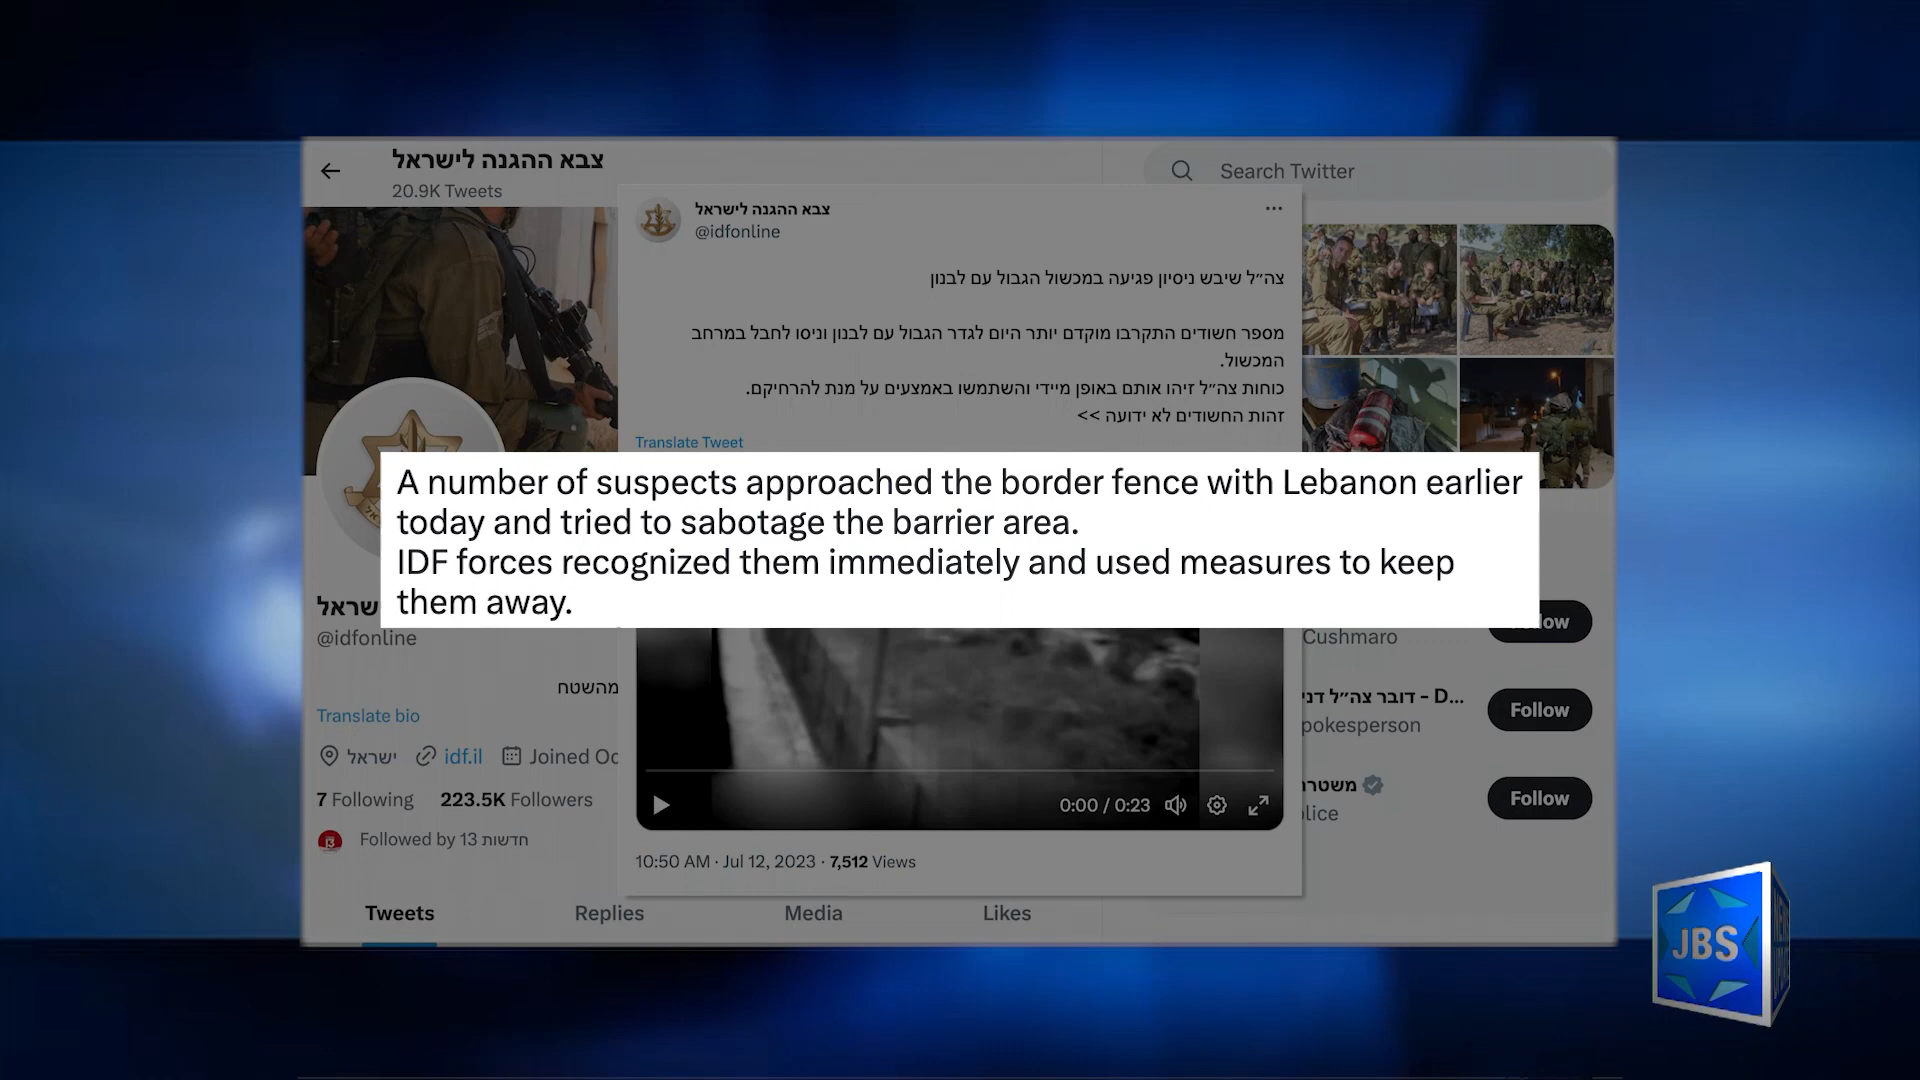 צבא ההגנה לישראל
20.9K Tweets
Search Twitter
צבא ההגנה לישראל
@idfonline
צה״ל שיבש ניסיון פגיעה במכשול הגבול עם לבנון
מספר חשודים התקרבו מוקדם יותר היום לגדר הגבול עם לבנון וניסו לחבל במרחב
המכשול.
כוחות צה״ל זיהו אותם באופן מיידי והשתמשו באמצעים על מנת להרחיקם.
זהות החשודים לא ידועה >>
Translate Tweet
A number of suspects approached the border fence with Lebanon earlier
today and tried to sabotage the barrier area.
IDF forces recognized them immediately and used measures to keep
them away.
@idfonline
מהשטח
Translate bio
ישראל idf.il Joined
7 Following 223.5K Followers
Followed by חדשות 13
Cushmaro
דובר צה״ל דני - D...
Follow
Follow
משטרת
Follow
0:00 / 0:23
10:50 AM · Jul 12, 2023 · 7,512 Views
Tweets Replies Media Likes
JBS